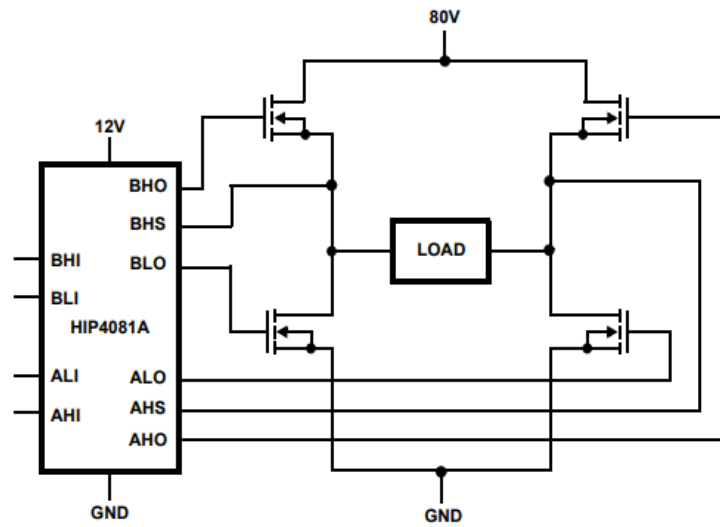 80V
12V
BHO
BHS
BHI
BLO
LOAD
BLI
HIP4081A
ALI
ALO
AHI
AHS
AHO
GND
GND